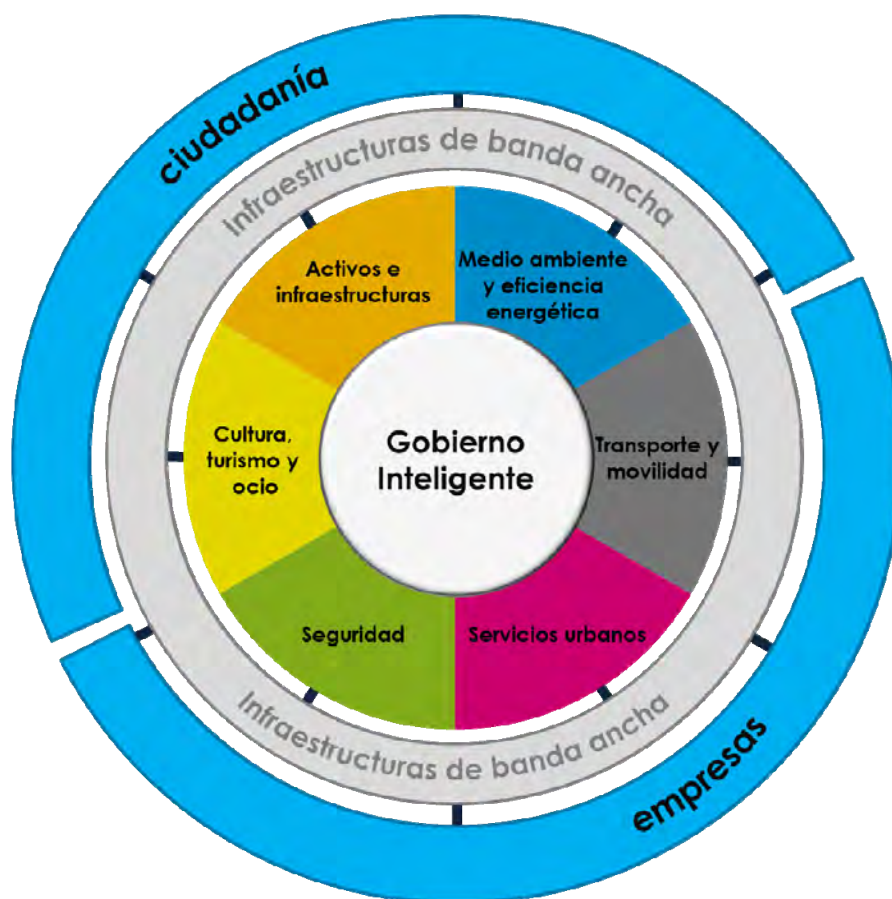 ciudadanía
Infraestructuras de banda ancha
Activos e
infraestructuras
Medio ambiente
y eficiencia
energética
Cultura,
turismo y
ocio
Gobierno
Inteligente
Transporte y
movilidad
Seguridad
Servicios urbanos
Infraestructuras de banda ancha
empresas